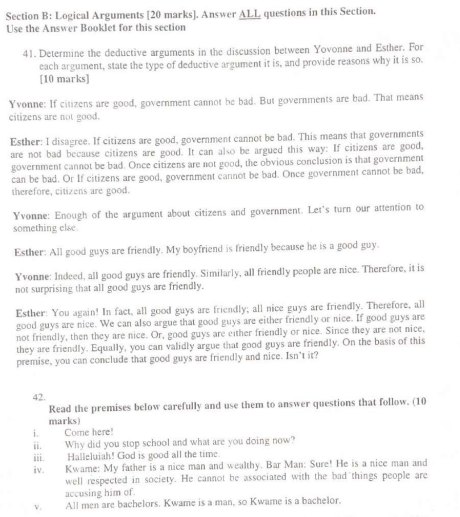 Section B: Logical Arguments [20 marks]. Answer ALL questions in this Section.
Use the Answer Booklet for this section
41. Determine the deductive arguments in the discussion between Yovonne and Esther. For
each argument, state the type of deductive argument it is, and provide reasons why it is so.
[10 marks]
Yvonne: If citizens are good, government cannot be bad. But governments are bad. That means
citizens are not good.
Esther: I disagree. If citizens are good, government cannot be bad. This means that governments
are not bad because citizens are good. It can also be argued this way: If citizens are good,
government cannot be bad. Once citizens are not good, the obvious conclusion is that government
can be bad. Or If citizens are good, government cannot be bad. Once government cannot be bad,
therefore, citizens are good.
Yvonne: Enough of the argument about citizens and government. Let's turn our attention to
something else.
Esther: All good guys are friendly. My boyfriend is friendly because he is a good guy.
Yvonne: Indeed, all good guys are friendly. Similarly, all friendly people are nice. Therefore, it is
not surprising that all good guys are friendly.
Esther: You again! In fact, all good guys are friendly; all nice guys are friendly. Therefore, all
good guys are nice. We can also argue that good guys are either friendly or nice. If good guys are
not friendly, then they are nice. Or, good guys are either friendly or nice. Since they are not nice,
they are friendly. Equally, you can validly argue that good guys are friendly. On the basis of this
premise, you can conclude that good guys are friendly and nice. Isn't it?
42.
Read the premises below carefully and use them to answer questions that follow. (10
marks)
i. Come here!
ii. Why did you stop school and what are you doing now?
iii. Halleluiah! God is good all the time.
iv. Kwame: My father is a nice man and wealthy. Bar Man: Sure! He is a nice man and
well respected in society. He cannot be associated with the bad things people are
accusing him of.
v. All men are bachelors. Kwame is a man, so Kwame is a bachelor.